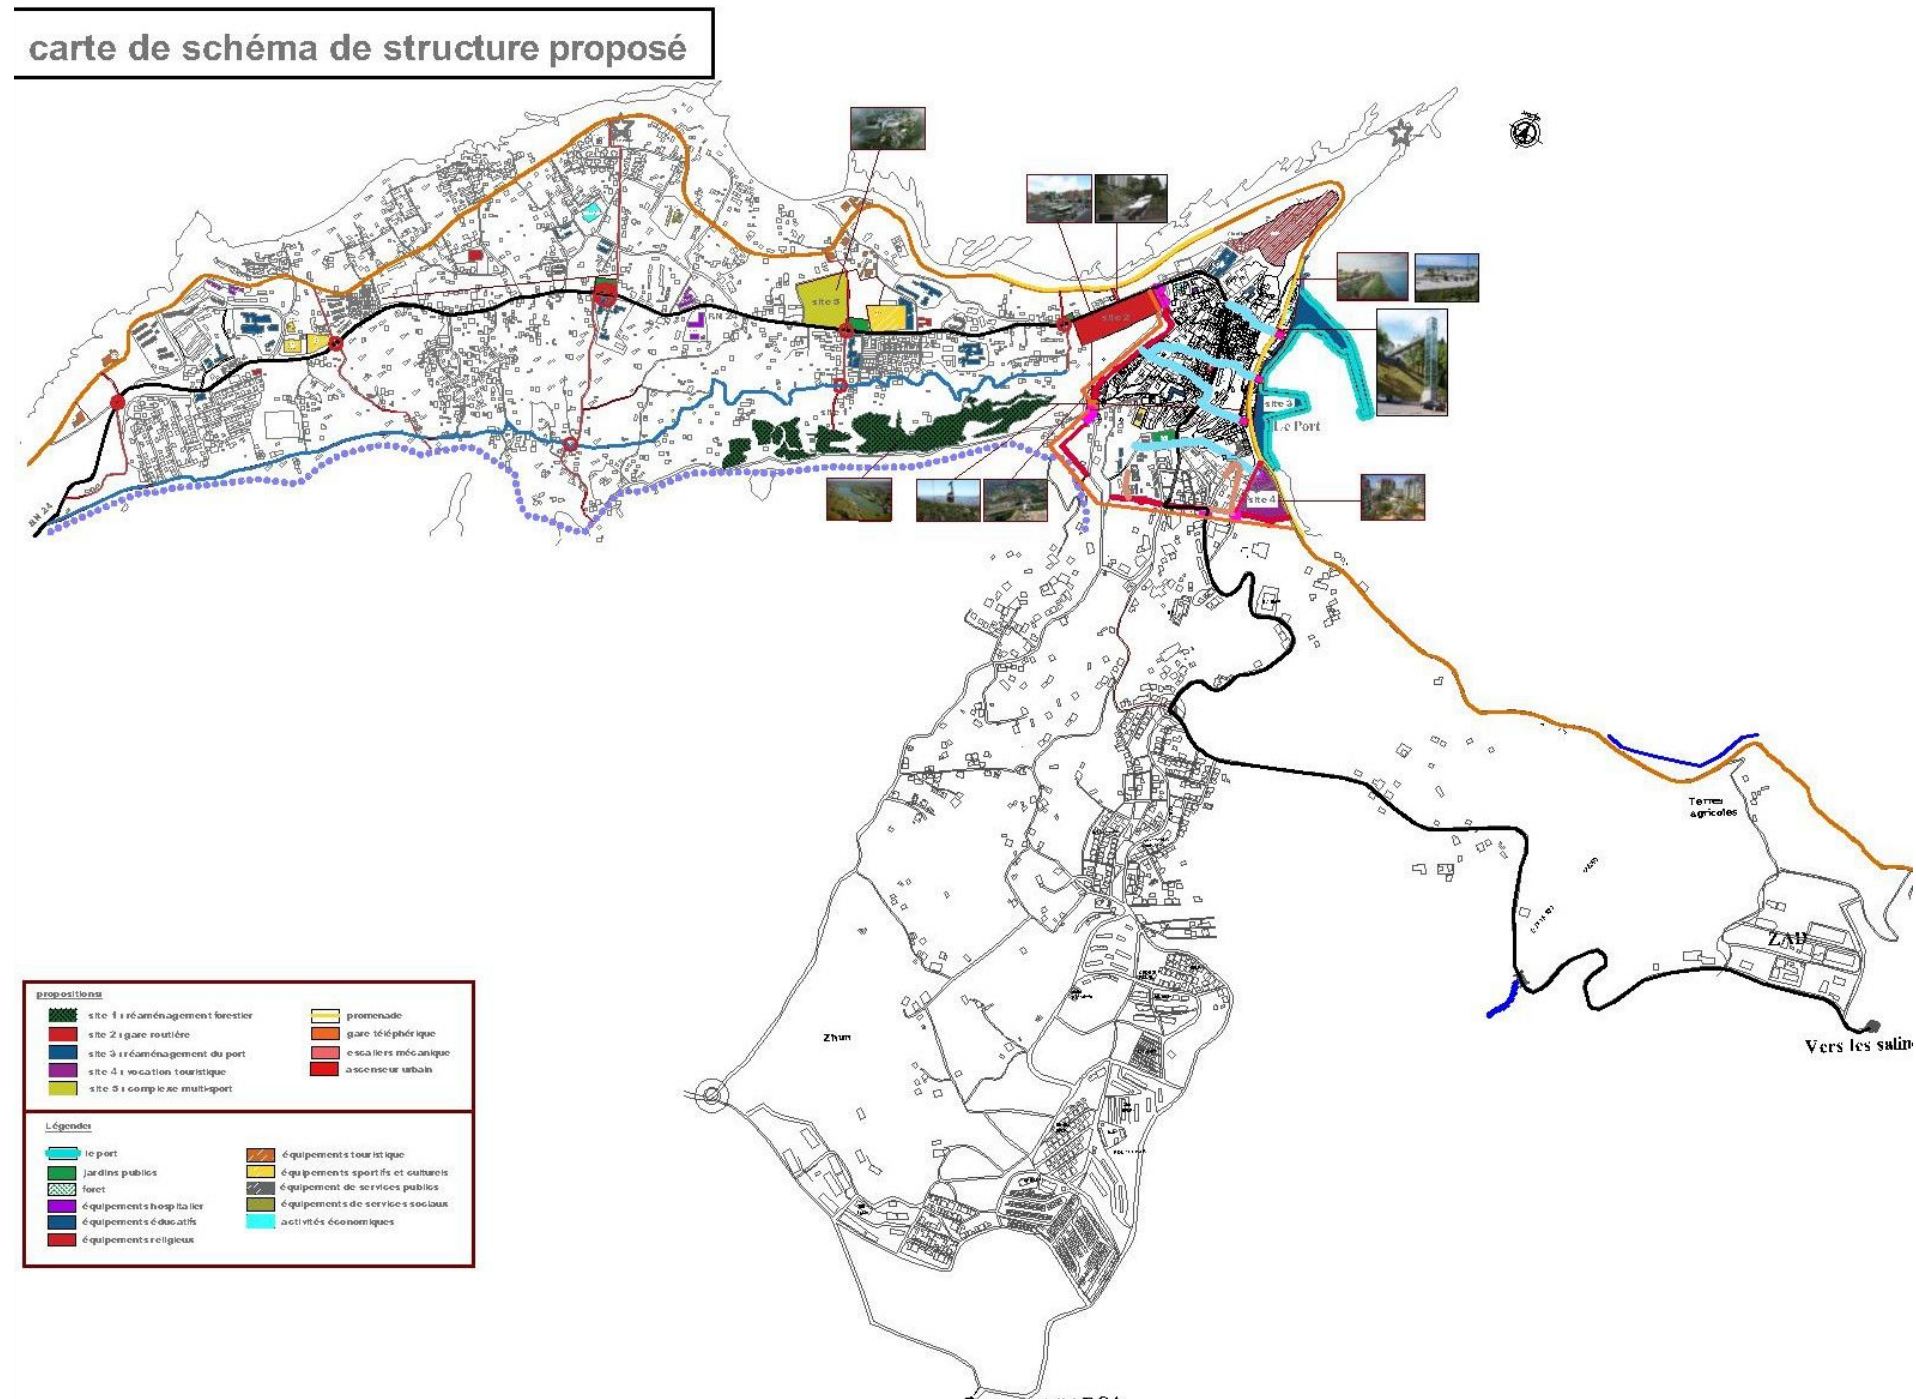 carte de schéma de structure proposé
site 5
site 2
RN 24
site 3
Le Port
site 1
site 4
RN 24
Terres
agricoles
ZAD
Vers les salin
Zhun
propositions
site 1 : réaménagement forestier
site 2 : gare routière
site 3 : réaménagement du port
site 4 : vocation touristique
site 5 : complexe multi-sport
promenade
gare téléphérique
escaliers mécanique
ascenseur urbain
Légendes
le port
jardins publics
foret
équipements hospitalier
équipements éducatifs
équipements religieux
équipements touristique
équipements sportifs et culturels
équipement de services publics
équipements de services sociaux
activités économiques